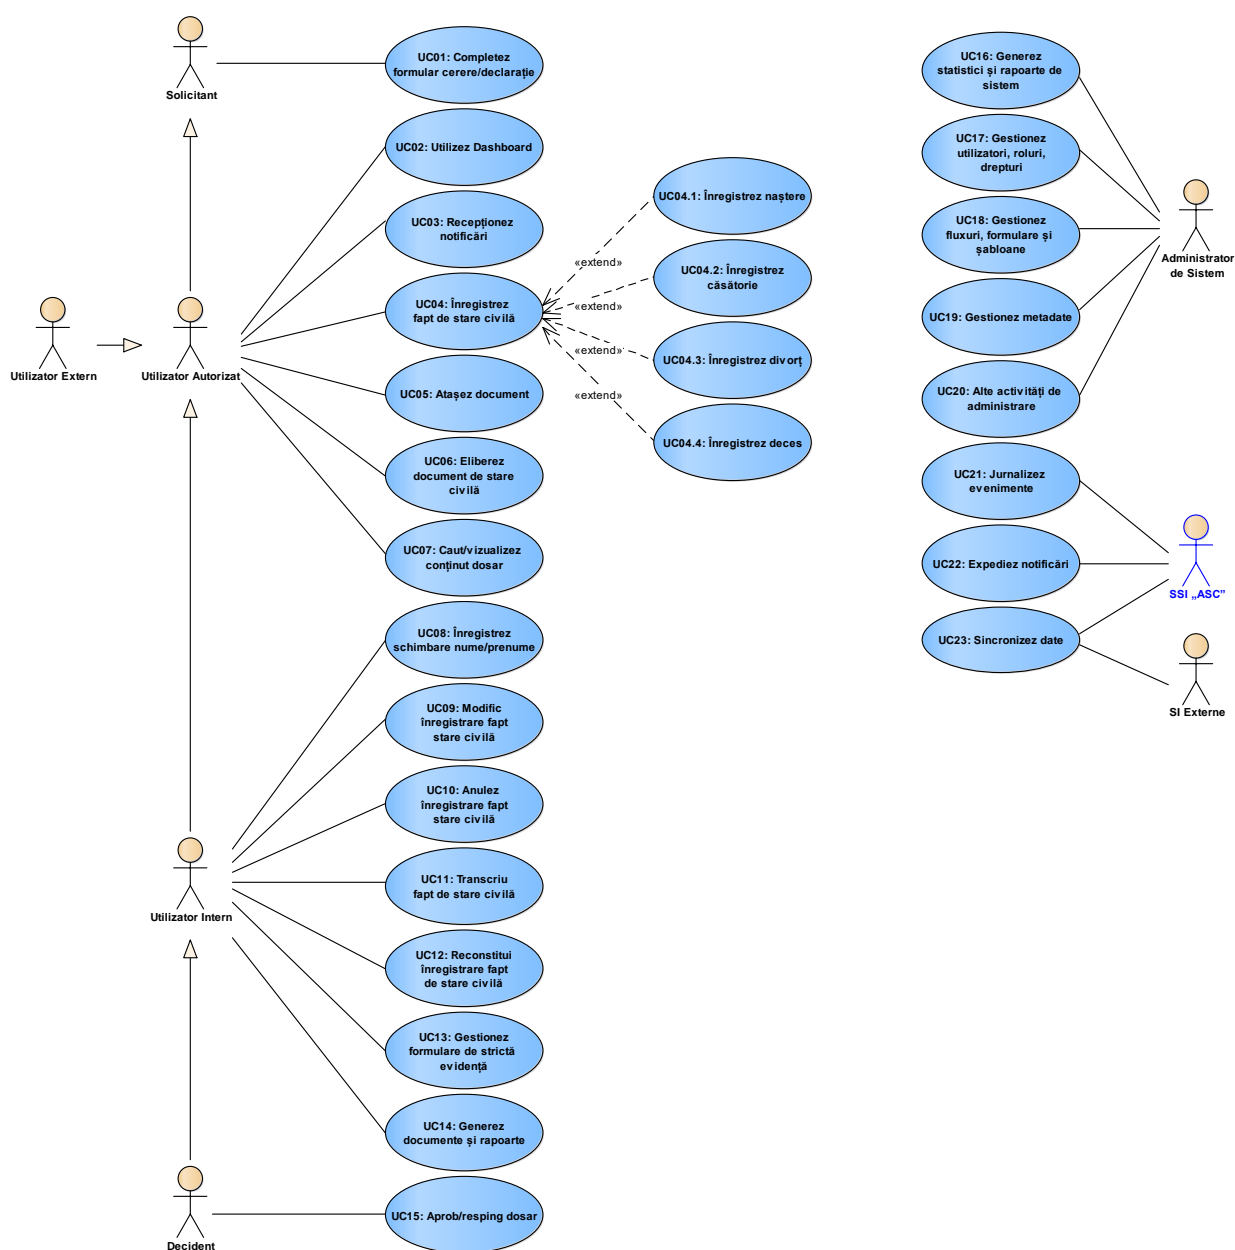 Solicitant
Utilizator Extern
Utilizator Autorizat
Utilizator Intern
Decident
UC01: Completez
formular cerere/declarație
UC02: Utilizez Dashboard
UC03: Recepționez
notificări
UC04: Înregistrez
fapt de stare civilă
UC05: Atașez document
UC06: Eliberez
document de stare
civilă
UC07: Caut/vizualizez
conținut dosar
UC08: Înregistrez
schimbare nume/prenume
UC09: Modific
înregistrare fapt
stare civilă
UC10: Anulez
înregistrare fapt
stare civilă
UC11: Transcriu
fapt de stare civilă
UC12: Reconstitui
înregistrare fapt
de stare civilă
UC13: Gestionez
formulare de strictă
evidență
UC14: Generez
documente și rapoarte
UC15: Aprob/resping dosar
«extend»
«extend»
«extend»
«extend»
UC04.1: Înregistrez naștere
UC04.2: Înregistrez
căsătorie
UC04.3: Înregistrez divorț
UC04.4: Înregistrez deces
UC16: Generez
statistici și rapoarte de
sistem
UC17: Gestionez
utilizatori, roluri,
drepturi
UC18: Gestionez
fluxuri, formulare și
șabloane
UC19: Gestionez metadate
UC20: Alte activități de
administrare
UC21: Jurnalizez
evenimente
UC22: Expediez notificări
UC23: Sincronizez date
Administrator
de Sistem
SSI „ASC”
SI Externe